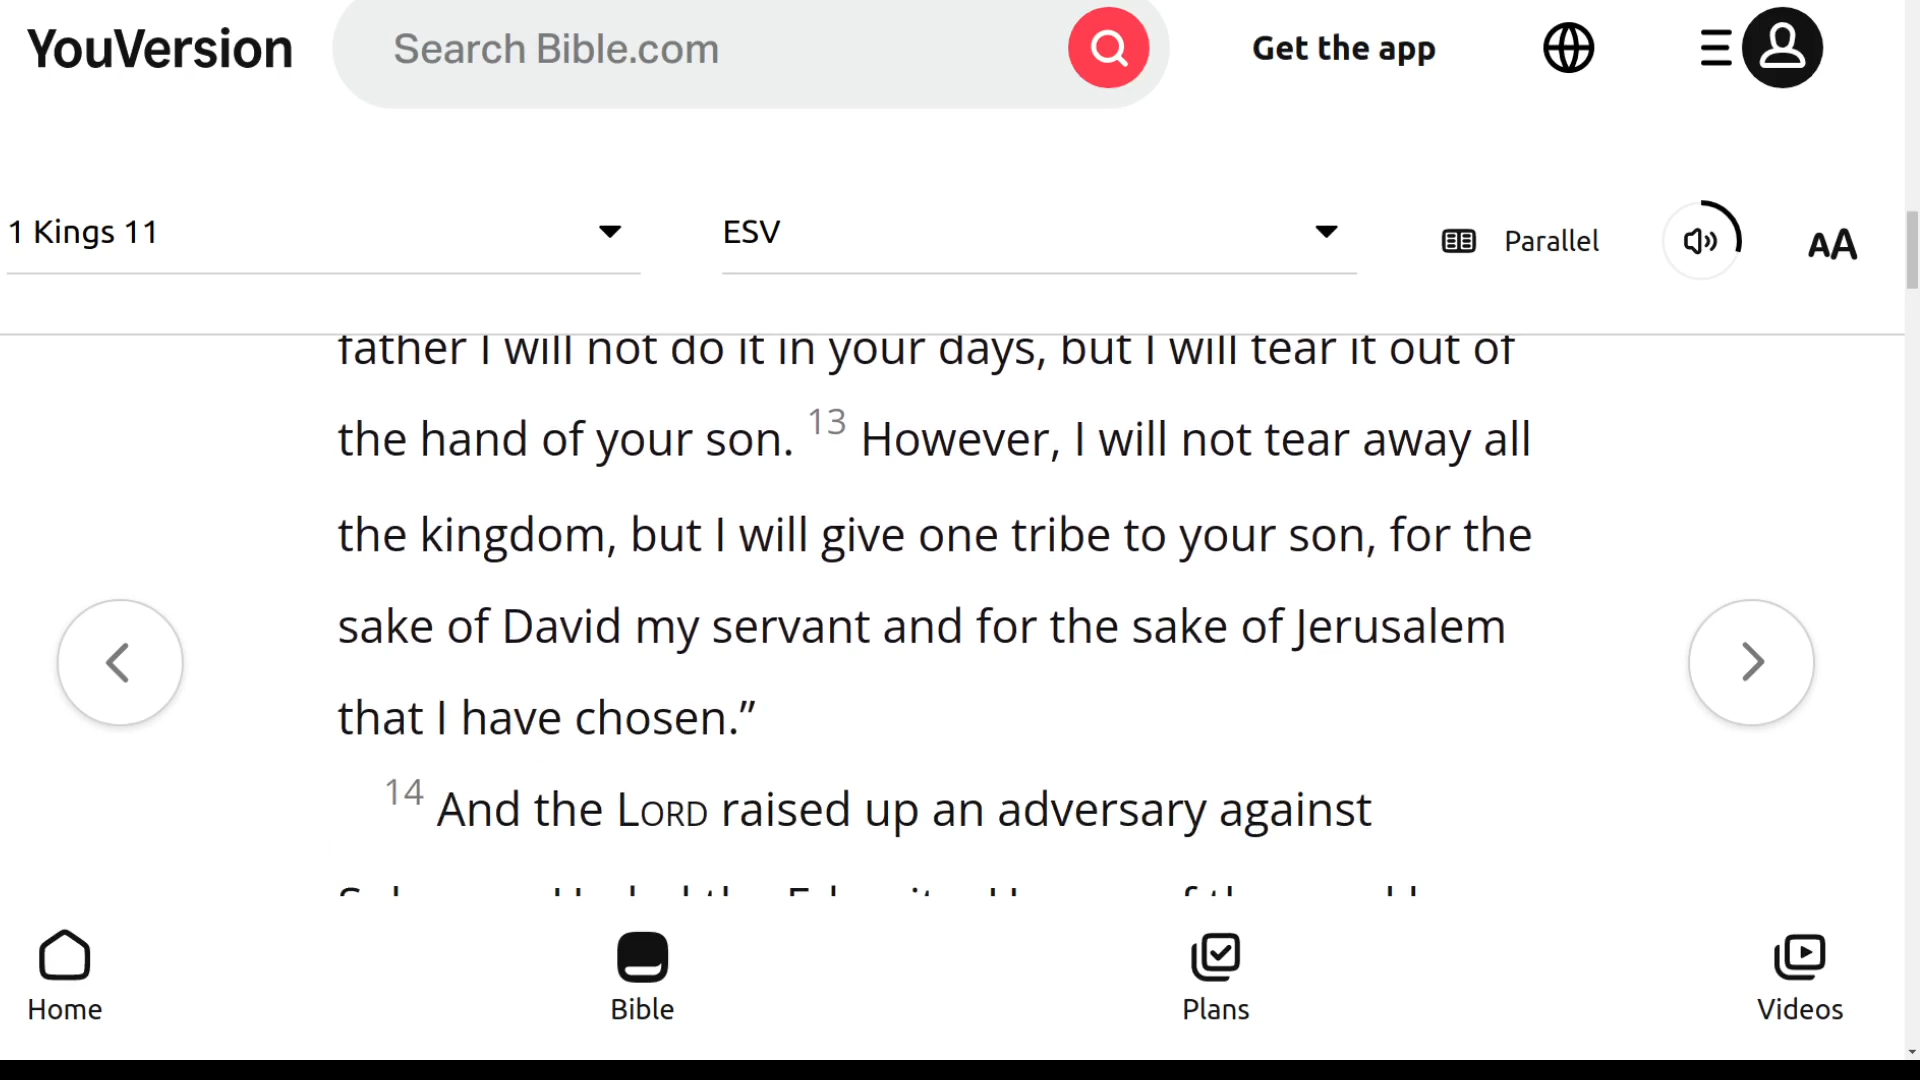 YouVersion Search Bible.com Get the app
1 Kings 11 ESV Parallel AA
father I will not do it in your days, but I will tear it out of
the hand of your son. 13 However, I will not tear away all
the kingdom, but I will give one tribe to your son, for the
sake of David my servant and for the sake of Jerusalem
that I have chosen.”
14 And the LORD raised up an adversary against
Home Bible Plans Videos